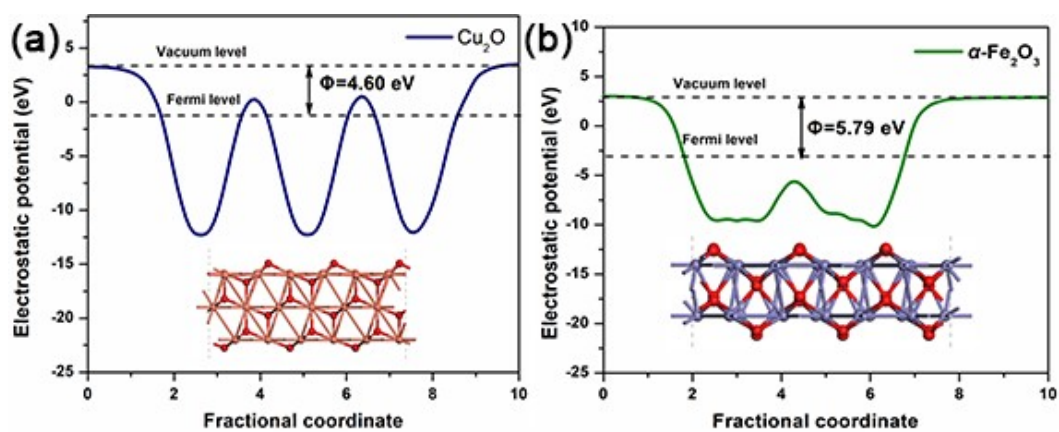 (a)
Cu₂O
Vacuum level
Φ=4.60 eV
Fermi level
Electrostatic potential (eV)
5
0
-5
-10
-15
-20
-25
0 2 4 6 8 10
Fractional coordinate
(b)
α-Fe₂O₃
Vacuum level
Φ=5.79 eV
Fermi level
Electrostatic potential (eV)
10
5
0
-5
-10
-15
-20
-25
0 2 4 6 8 10
Fractional coordinate